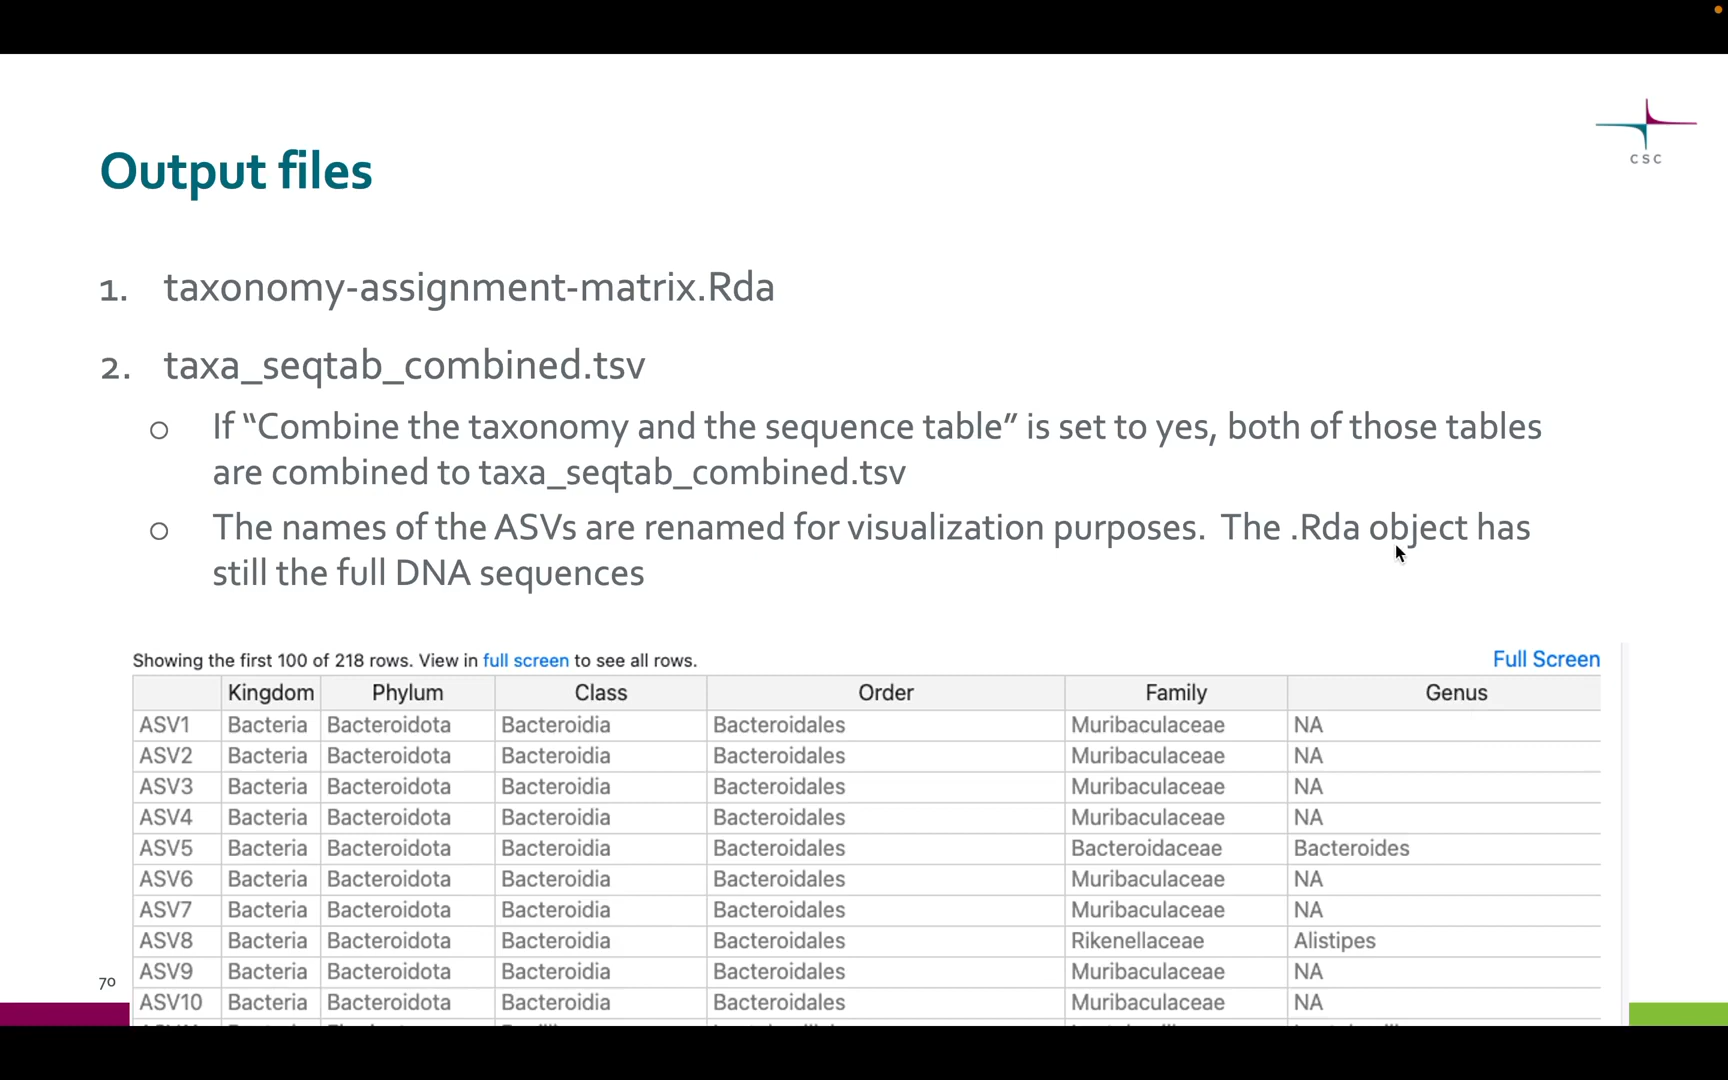 CSC
Output files
1. taxonomy-assignment-matrix.Rda
2. taxa_seqtab_combined.tsv
o If “Combine the taxonomy and the sequence table” is set to yes, both of those tables
are combined to taxa_seqtab_combined.tsv
o The names of the ASVs are renamed for visualization purposes. The .Rda object has
still the full DNA sequences
Showing the first 100 of 218 rows. View in full screen to see all rows. Full Screen
Kingdom Phylum Class Order Family Genus
ASV1 Bacteria Bacteroidota Bacteroidia Bacteroidales Muribaculaceae NA
ASV2 Bacteria Bacteroidota Bacteroidia Bacteroidales Muribaculaceae NA
ASV3 Bacteria Bacteroidota Bacteroidia Bacteroidales Muribaculaceae NA
ASV4 Bacteria Bacteroidota Bacteroidia Bacteroidales Muribaculaceae NA
ASV5 Bacteria Bacteroidota Bacteroidia Bacteroidales Bacteroidaceae Bacteroides
ASV6 Bacteria Bacteroidota Bacteroidia Bacteroidales Muribaculaceae NA
ASV7 Bacteria Bacteroidota Bacteroidia Bacteroidales Muribaculaceae NA
ASV8 Bacteria Bacteroidota Bacteroidia Bacteroidales Rikenellaceae Alistipes
ASV9 Bacteria Bacteroidota Bacteroidia Bacteroidales Muribaculaceae NA
ASV10 Bacteria Bacteroidota Bacteroidia Bacteroidales Muribaculaceae NA
70